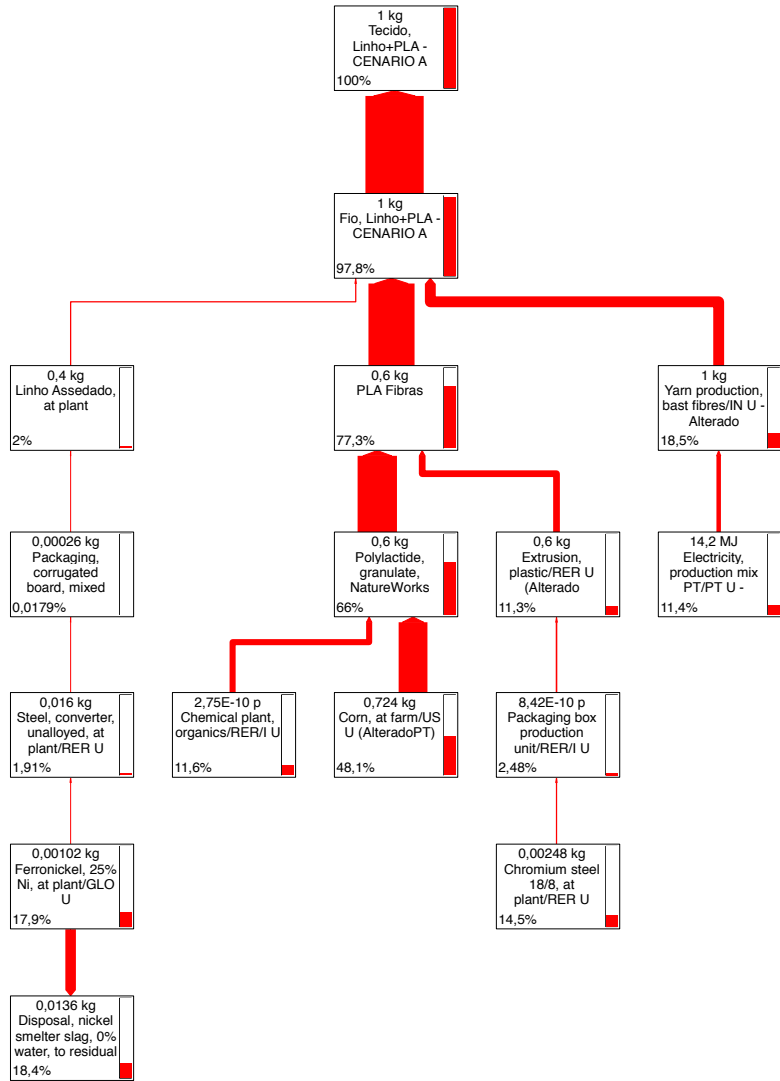 1 kg
Tecido,
Linho+PLA -
CENARIO A
100%
1 kg
Fio, Linho+PLA -
CENARIO A
97,8%
0,4 kg
Linho Assedado,
at plant
2%
0,6 kg
PLA Fibras
77,3%
1 kg
Yarn production,
bast fibres/IN U -
Alterado
18,5%
0,00026 kg
Packaging,
corrugated
board, mixed
0,0179%
0,6 kg
Polylactide,
granulate,
NatureWorks
66%
0,6 kg
Extrusion,
plastic/RER U
(Alterado
11,3%
14,2 MJ
Electricity,
production mix
PT/PT U -
11,4%
0,016 kg
Steel, converter,
unalloyed, at
plant/RER U
1,91%
2,75E-10 p
Chemical plant,
organics/RER/I U
11,6%
0,724 kg
Corn, at farm/US
U (AlteradoPT)
48,1%
8,42E-10 p
Packaging box
production
unit/RER/I U
2,48%
0,00102 kg
Ferronickel, 25%
Ni, at plant/GLO
U
17,9%
0,00248 kg
Chromium steel
18/8, at
plant/RER U
14,5%
0,0136 kg
Disposal, nickel
smelter slag, 0%
water, to residual
18,4%